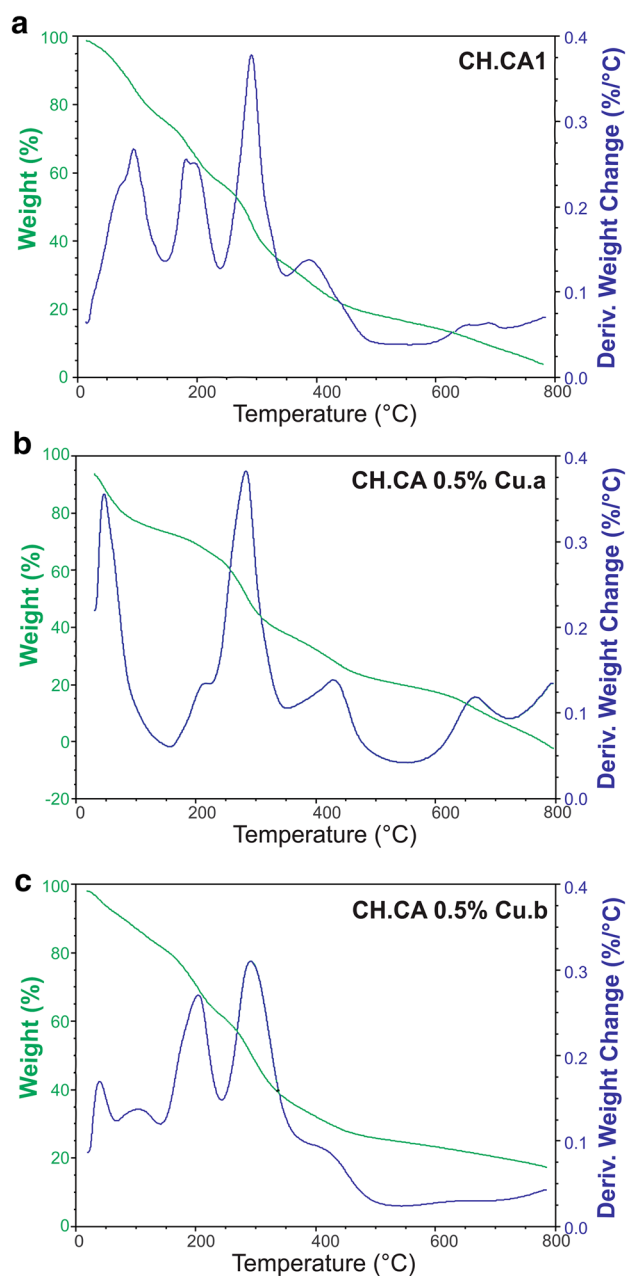 a
CH.CA1
Weight (%)
100
80
60
40
20
0
0.4
0.3
0.2
0.1
0.0
Deriv. Weight Change (%/°C)
0 200 400 600 800
Temperature (°C)
b
CH.CA 0.5% Cu.a
Weight (%)
100
80
60
40
20
0
-20
0.4
0.3
0.2
0.1
0.0
Deriv. Weight Change (%/°C)
0 200 400 600 800
Temperature (°C)
c
CH.CA 0.5% Cu.b
Weight (%)
100
80
60
40
20
0
0.4
0.3
0.2
0.1
0.0
Deriv. Weight Change (%/°C)
0 200 400 600 800
Temperature (°C)